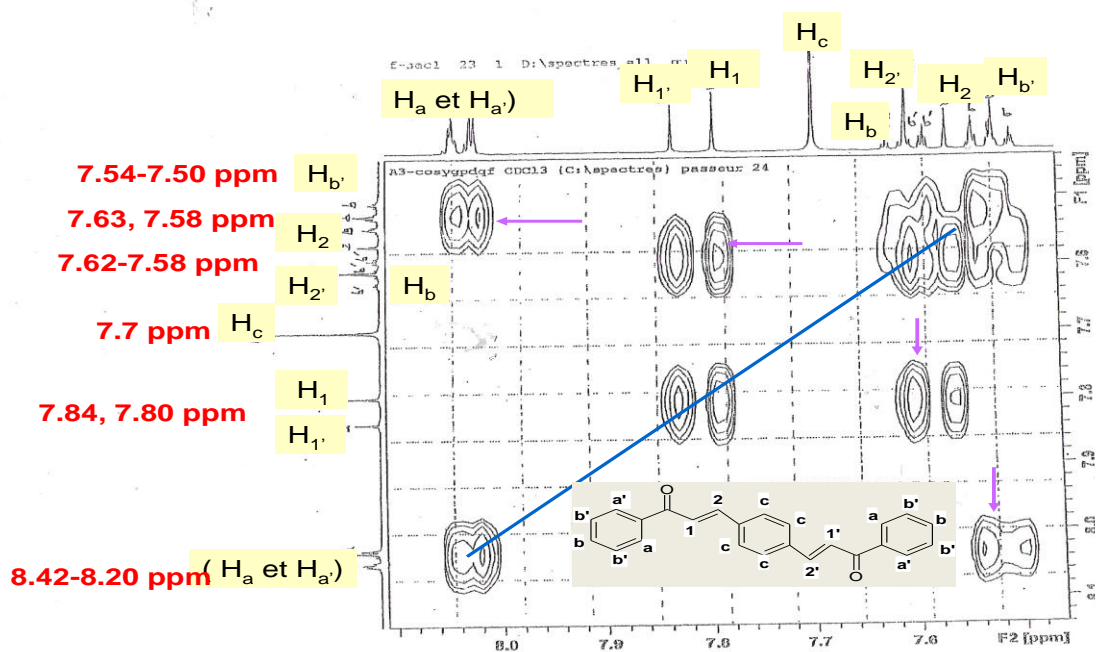 f-sacl 23 1 D:\spectres_all
Hc
H1'
H1
H2'
H2
Hb'
Ha et Ha')
Hb
A3-cosygpdqf CDCl3 {C:\spectres} passeur 24
7.54-7.50 ppm Hb'
7.63, 7.58 ppm
H2
7.62-7.58 ppm
H2' Hb
7.7 ppm Hc
H1
7.84, 7.80 ppm
H1'
8.42-8.20 ppm ( Ha et Ha')
F1 [ppm]
7.6
7.7
7.8
7.9
8.0
8.1
O
a' 2 c b'
b' 1 c a b
b a c 1' b'
b' c 2' a'
O
8.0 7.9 7.8 7.7 7.6 F2 [ppm]